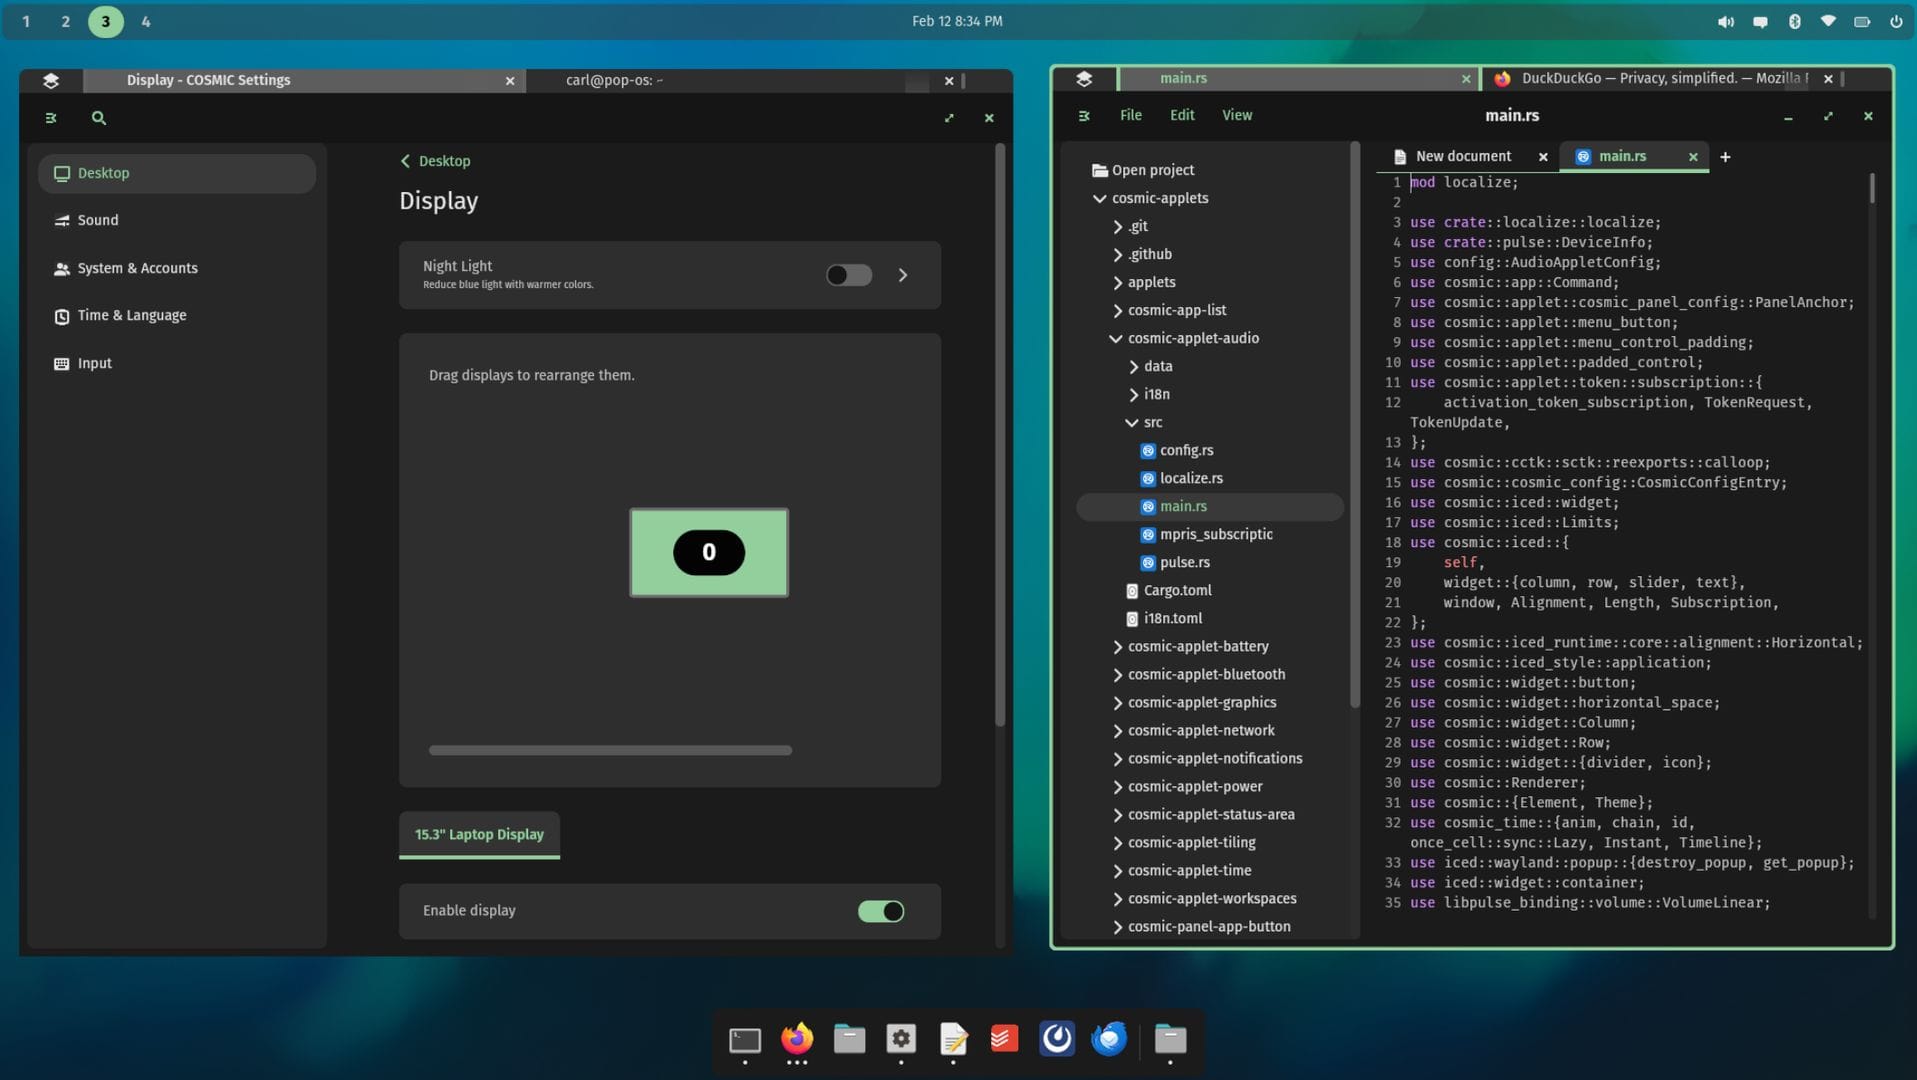 1 2 3 4
Feb 12 8:34 PM
Display - COSMIC Settings
carl@pop-os: ~
Desktop
Sound
System & Accounts
Time & Language
Input
Desktop
Display
Night Light
Reduce blue light with warmer colors.
Drag displays to rearrange them.
0
15.3" Laptop Display
Enable display
main.rs
DuckDuckGo — Privacy, simplified. — Mozilla
File Edit View
main.rs
Open project
cosmic-applets
.git
.github
applets
cosmic-app-list
cosmic-applet-audio
data
i18n
src
config.rs
localize.rs
main.rs
mpris_subscriptic
pulse.rs
Cargo.toml
i18n.toml
cosmic-applet-battery
cosmic-applet-bluetooth
cosmic-applet-graphics
cosmic-applet-network
cosmic-applet-notifications
cosmic-applet-power
cosmic-applet-status-area
cosmic-applet-tiling
cosmic-applet-time
cosmic-applet-workspaces
cosmic-panel-app-button
New document
main.rs
1 mod localize;
2
3 use crate::localize::localize;
4 use crate::pulse::DeviceInfo;
5 use config::AudioAppletConfig;
6 use cosmic::app::Command;
7 use cosmic::applet::cosmic_panel_config::PanelAnchor;
8 use cosmic::applet::menu_button;
9 use cosmic::applet::menu_control_padding;
10 use cosmic::applet::padded_control;
11 use cosmic::applet::token::subscription::{
12     activation_token_subscription, TokenRequest,
TokenUpdate,
13 };
14 use cosmic::cctk::sctk::reexports::calloop;
15 use cosmic::cosmic_config::CosmicConfigEntry;
16 use cosmic::iced::widget;
17 use cosmic::iced::Limits;
18 use cosmic::iced::{
19     self,
20     widget::{column, row, slider, text},
21     window, Alignment, Length, Subscription,
22 };
23 use cosmic::iced_runtime::core::alignment::Horizontal;
24 use cosmic::iced_style::application;
25 use cosmic::widget::button;
26 use cosmic::widget::horizontal_space;
27 use cosmic::widget::Column;
28 use cosmic::widget::Row;
29 use cosmic::widget::{divider, icon};
30 use cosmic::Renderer;
31 use cosmic::{Element, Theme};
32 use cosmic_time::{anim, chain, id,
once_cell::sync::Lazy, Instant, Timeline};
33 use iced::wayland::popup::{destroy_popup, get_popup};
34 use iced::widget::container;
35 use libpulse_binding::volume::VolumeLinear;